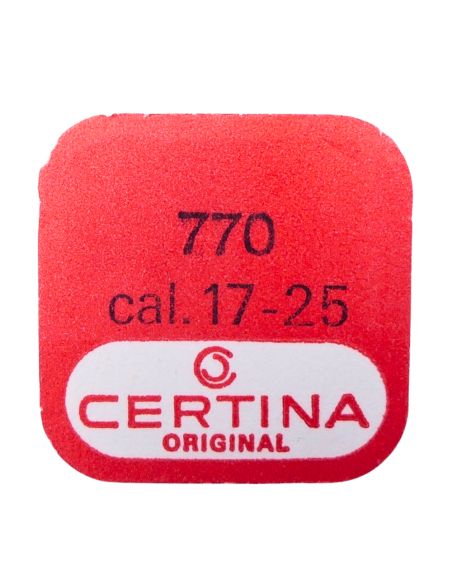 770
cal. 17-25
CERTINA
ORIGINAL